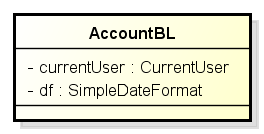 AccountBL
- currentUser : CurrentUser
- df : SimpleDateFormat